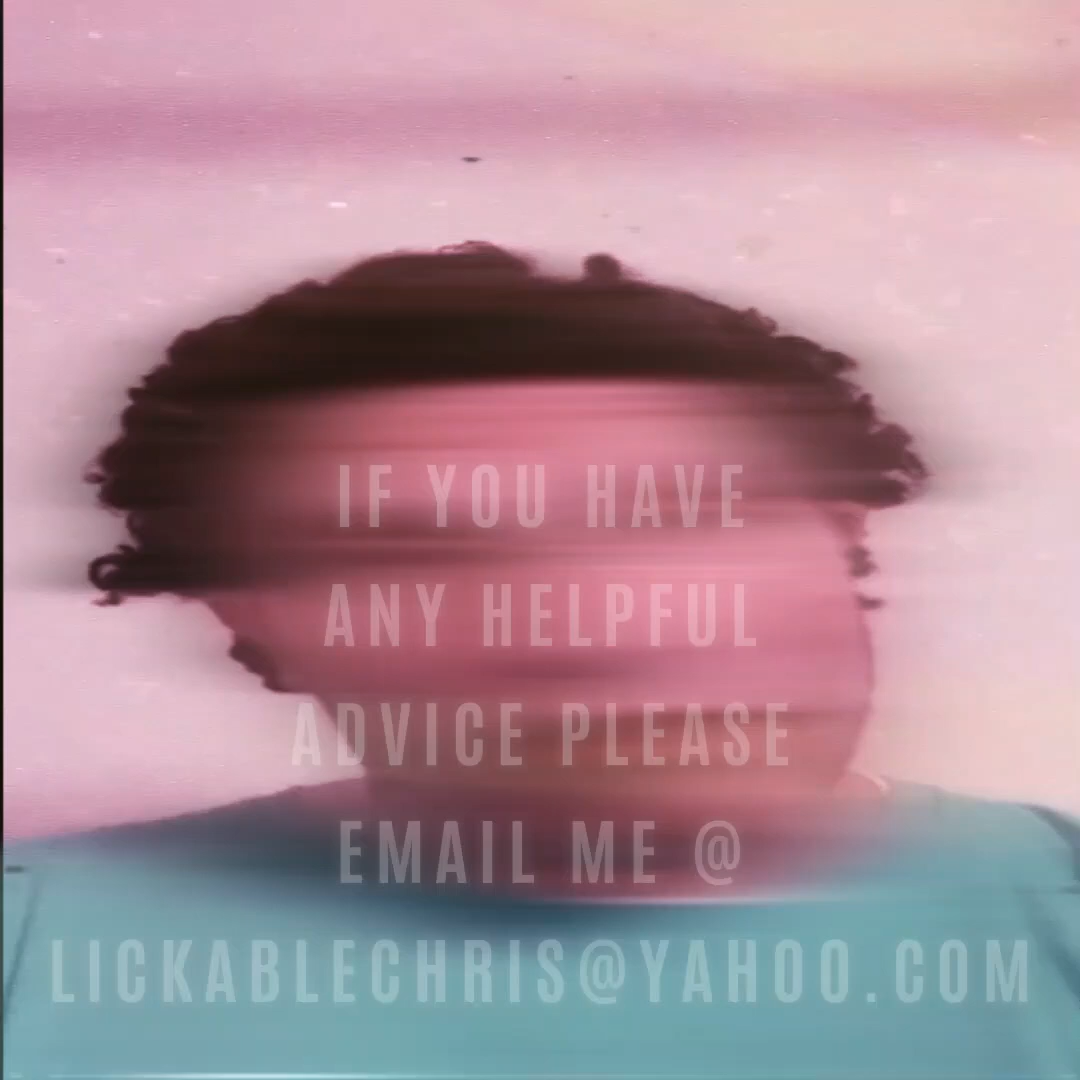 IF YOU HAVE
ANY HELPFUL
ADVICE PLEASE
EMAIL ME @
LICKABLECHRIS@YAHOO.COM